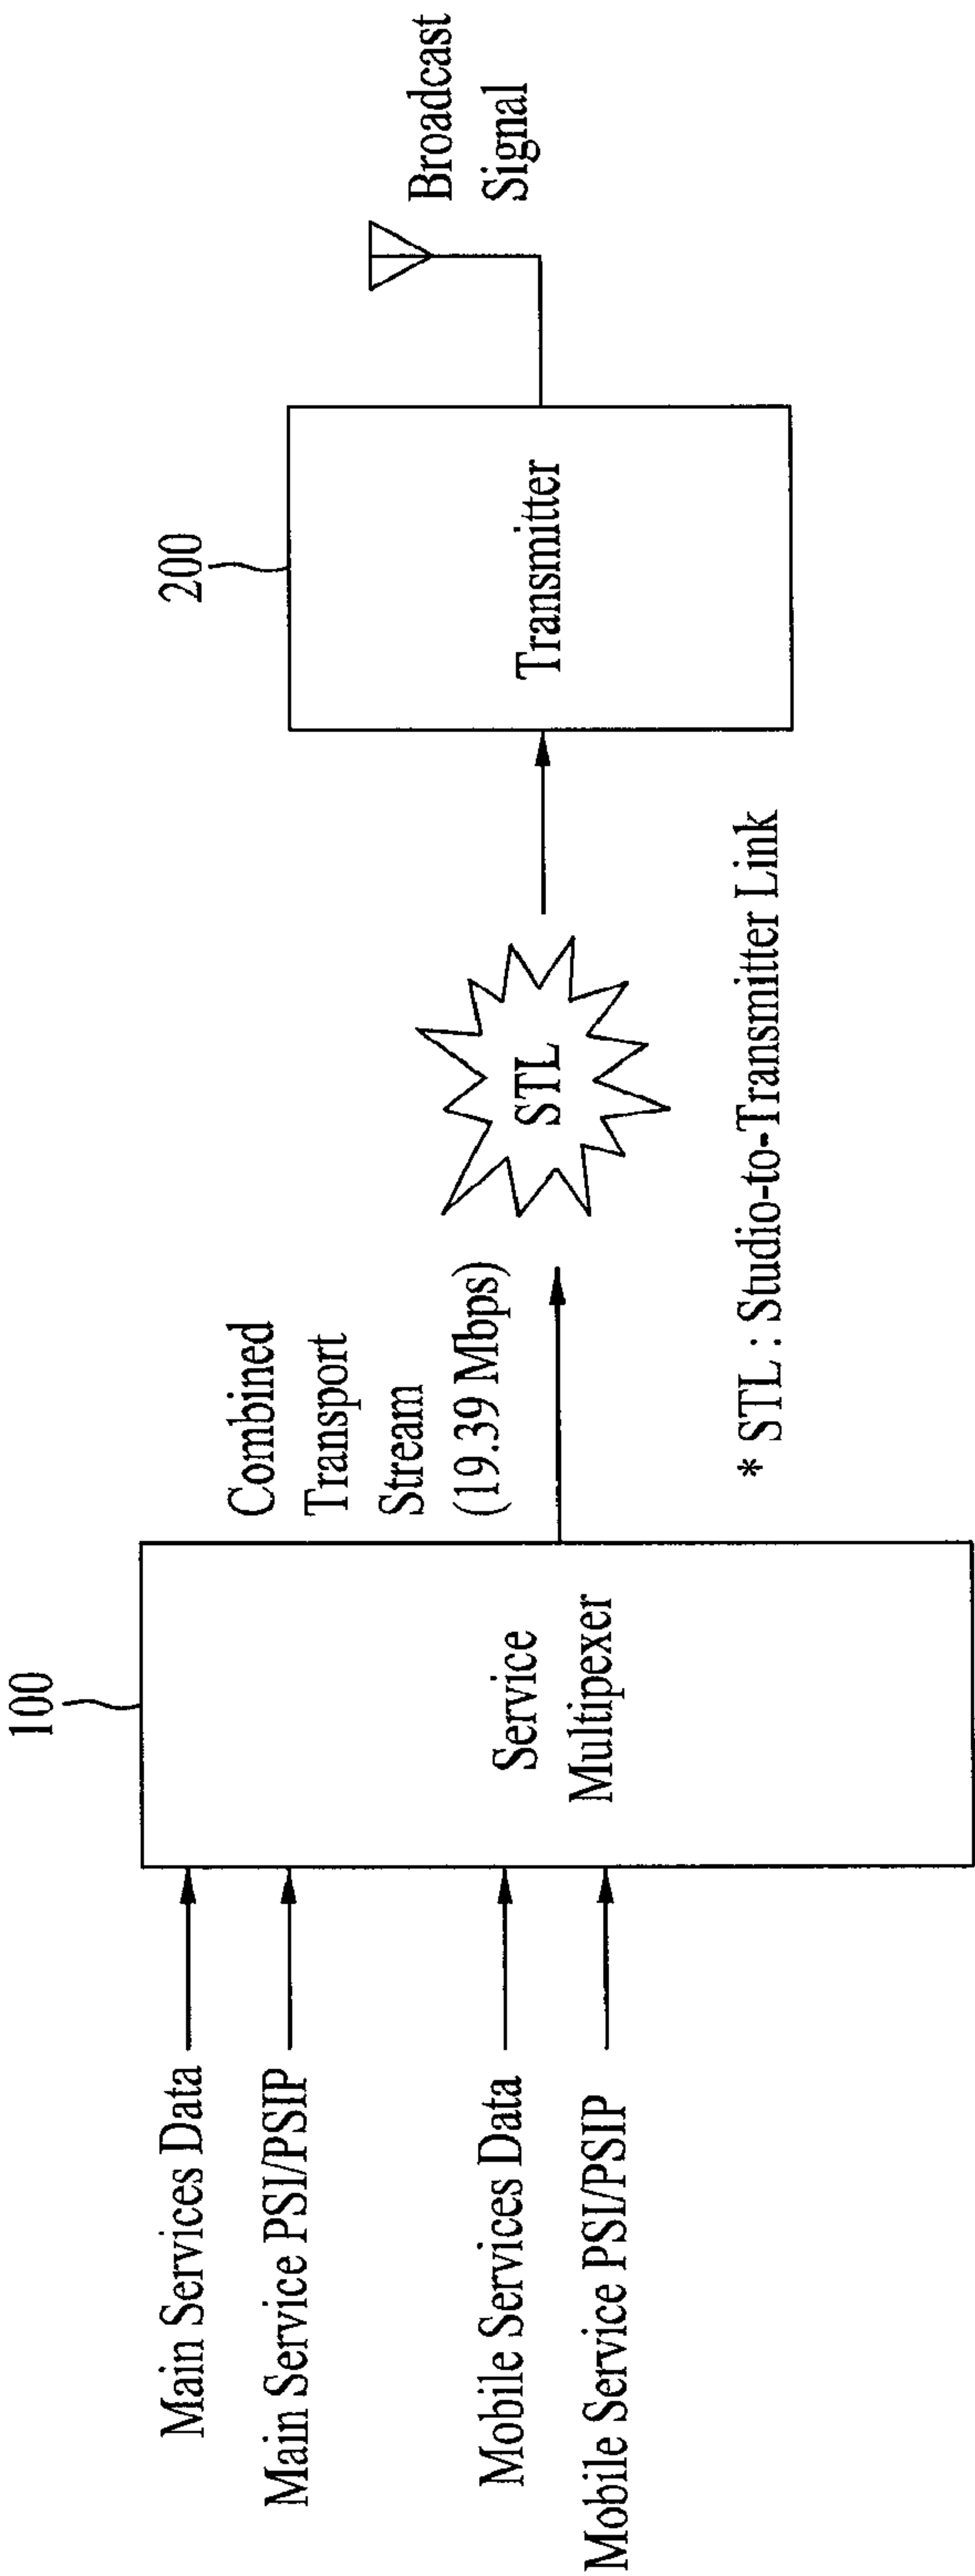 Main Services Data
Main Service PSI/PSIP
Mobile Services Data
Mobile Service PSI/PSIP
100
Service
Multipexer
Combined
Transport
Stream
(19.39 Mbps)
STL
200
Transmitter
Broadcast
Signal
* STL : Studio-to-Transmitter Link